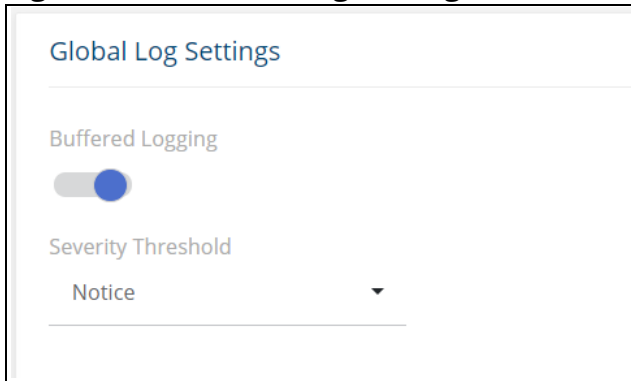 Global Log Settings
Buffered Logging
Severity Threshold
Notice